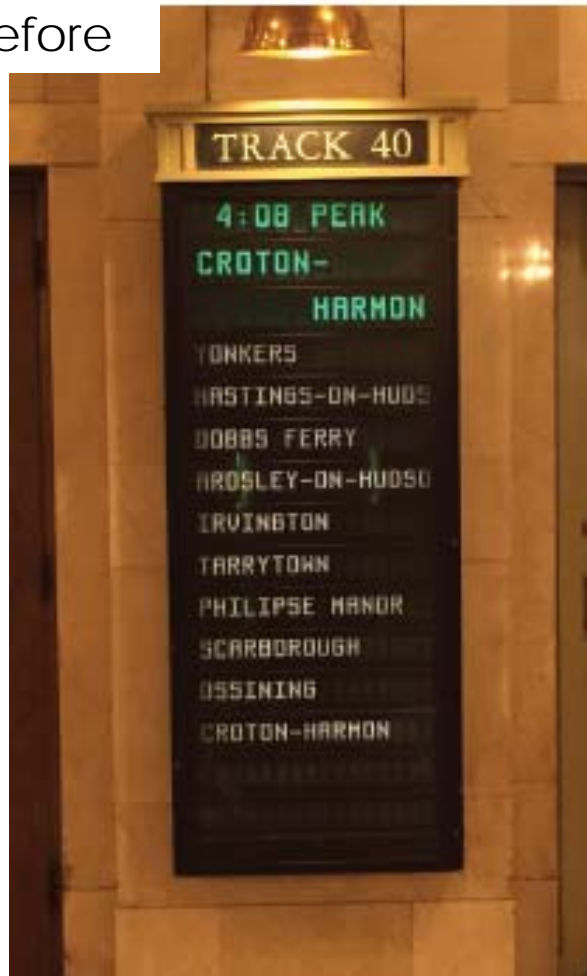 efore
TRACK 40
4:08 PEAK
CROTON-
HARMON
YONKERS
HASTINGS-ON-HUDS
DOBBS FERRY
ARDSLEY-ON-HUDSO
IRVINGTON
TARRYTOWN
PHILIPSE MANOR
SCARBOROUGH
OSSINING
CROTON-HARMON